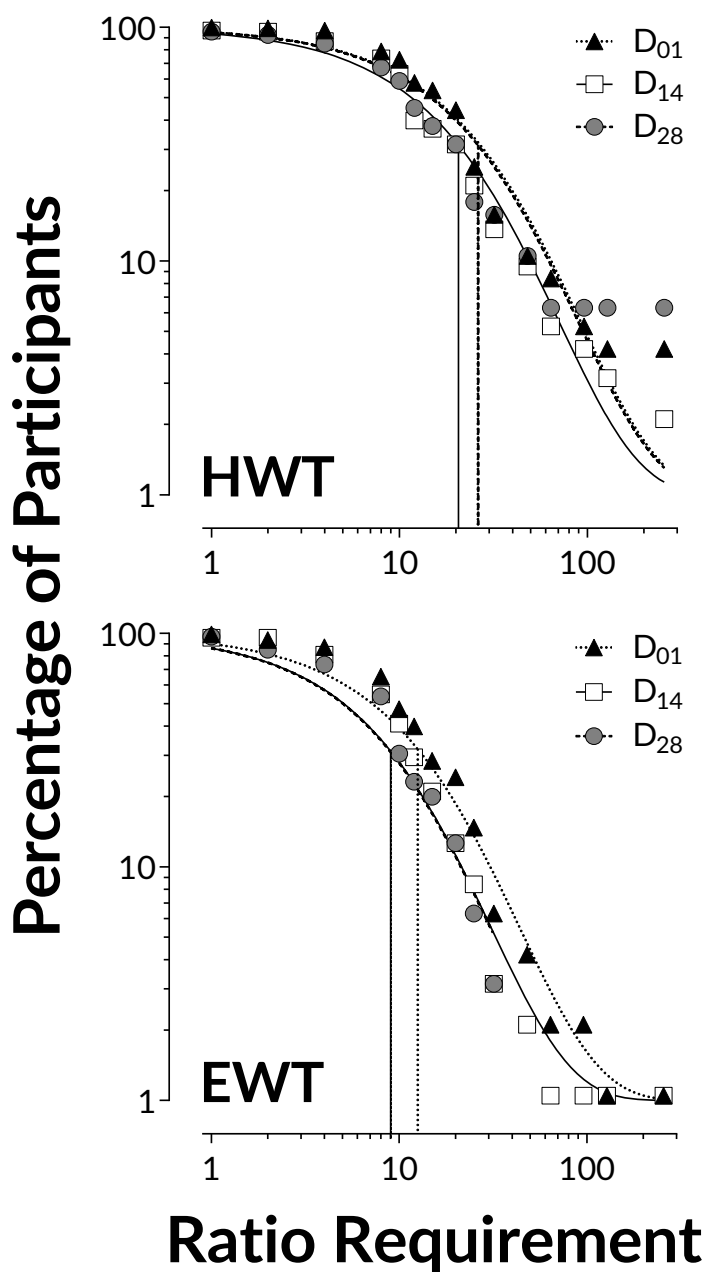 Percentage of Participants
100
10
1
D01
D14
D28
HWT
1 10 100
100
10
1
D01
D14
D28
EWT
1 10 100
Ratio Requirement